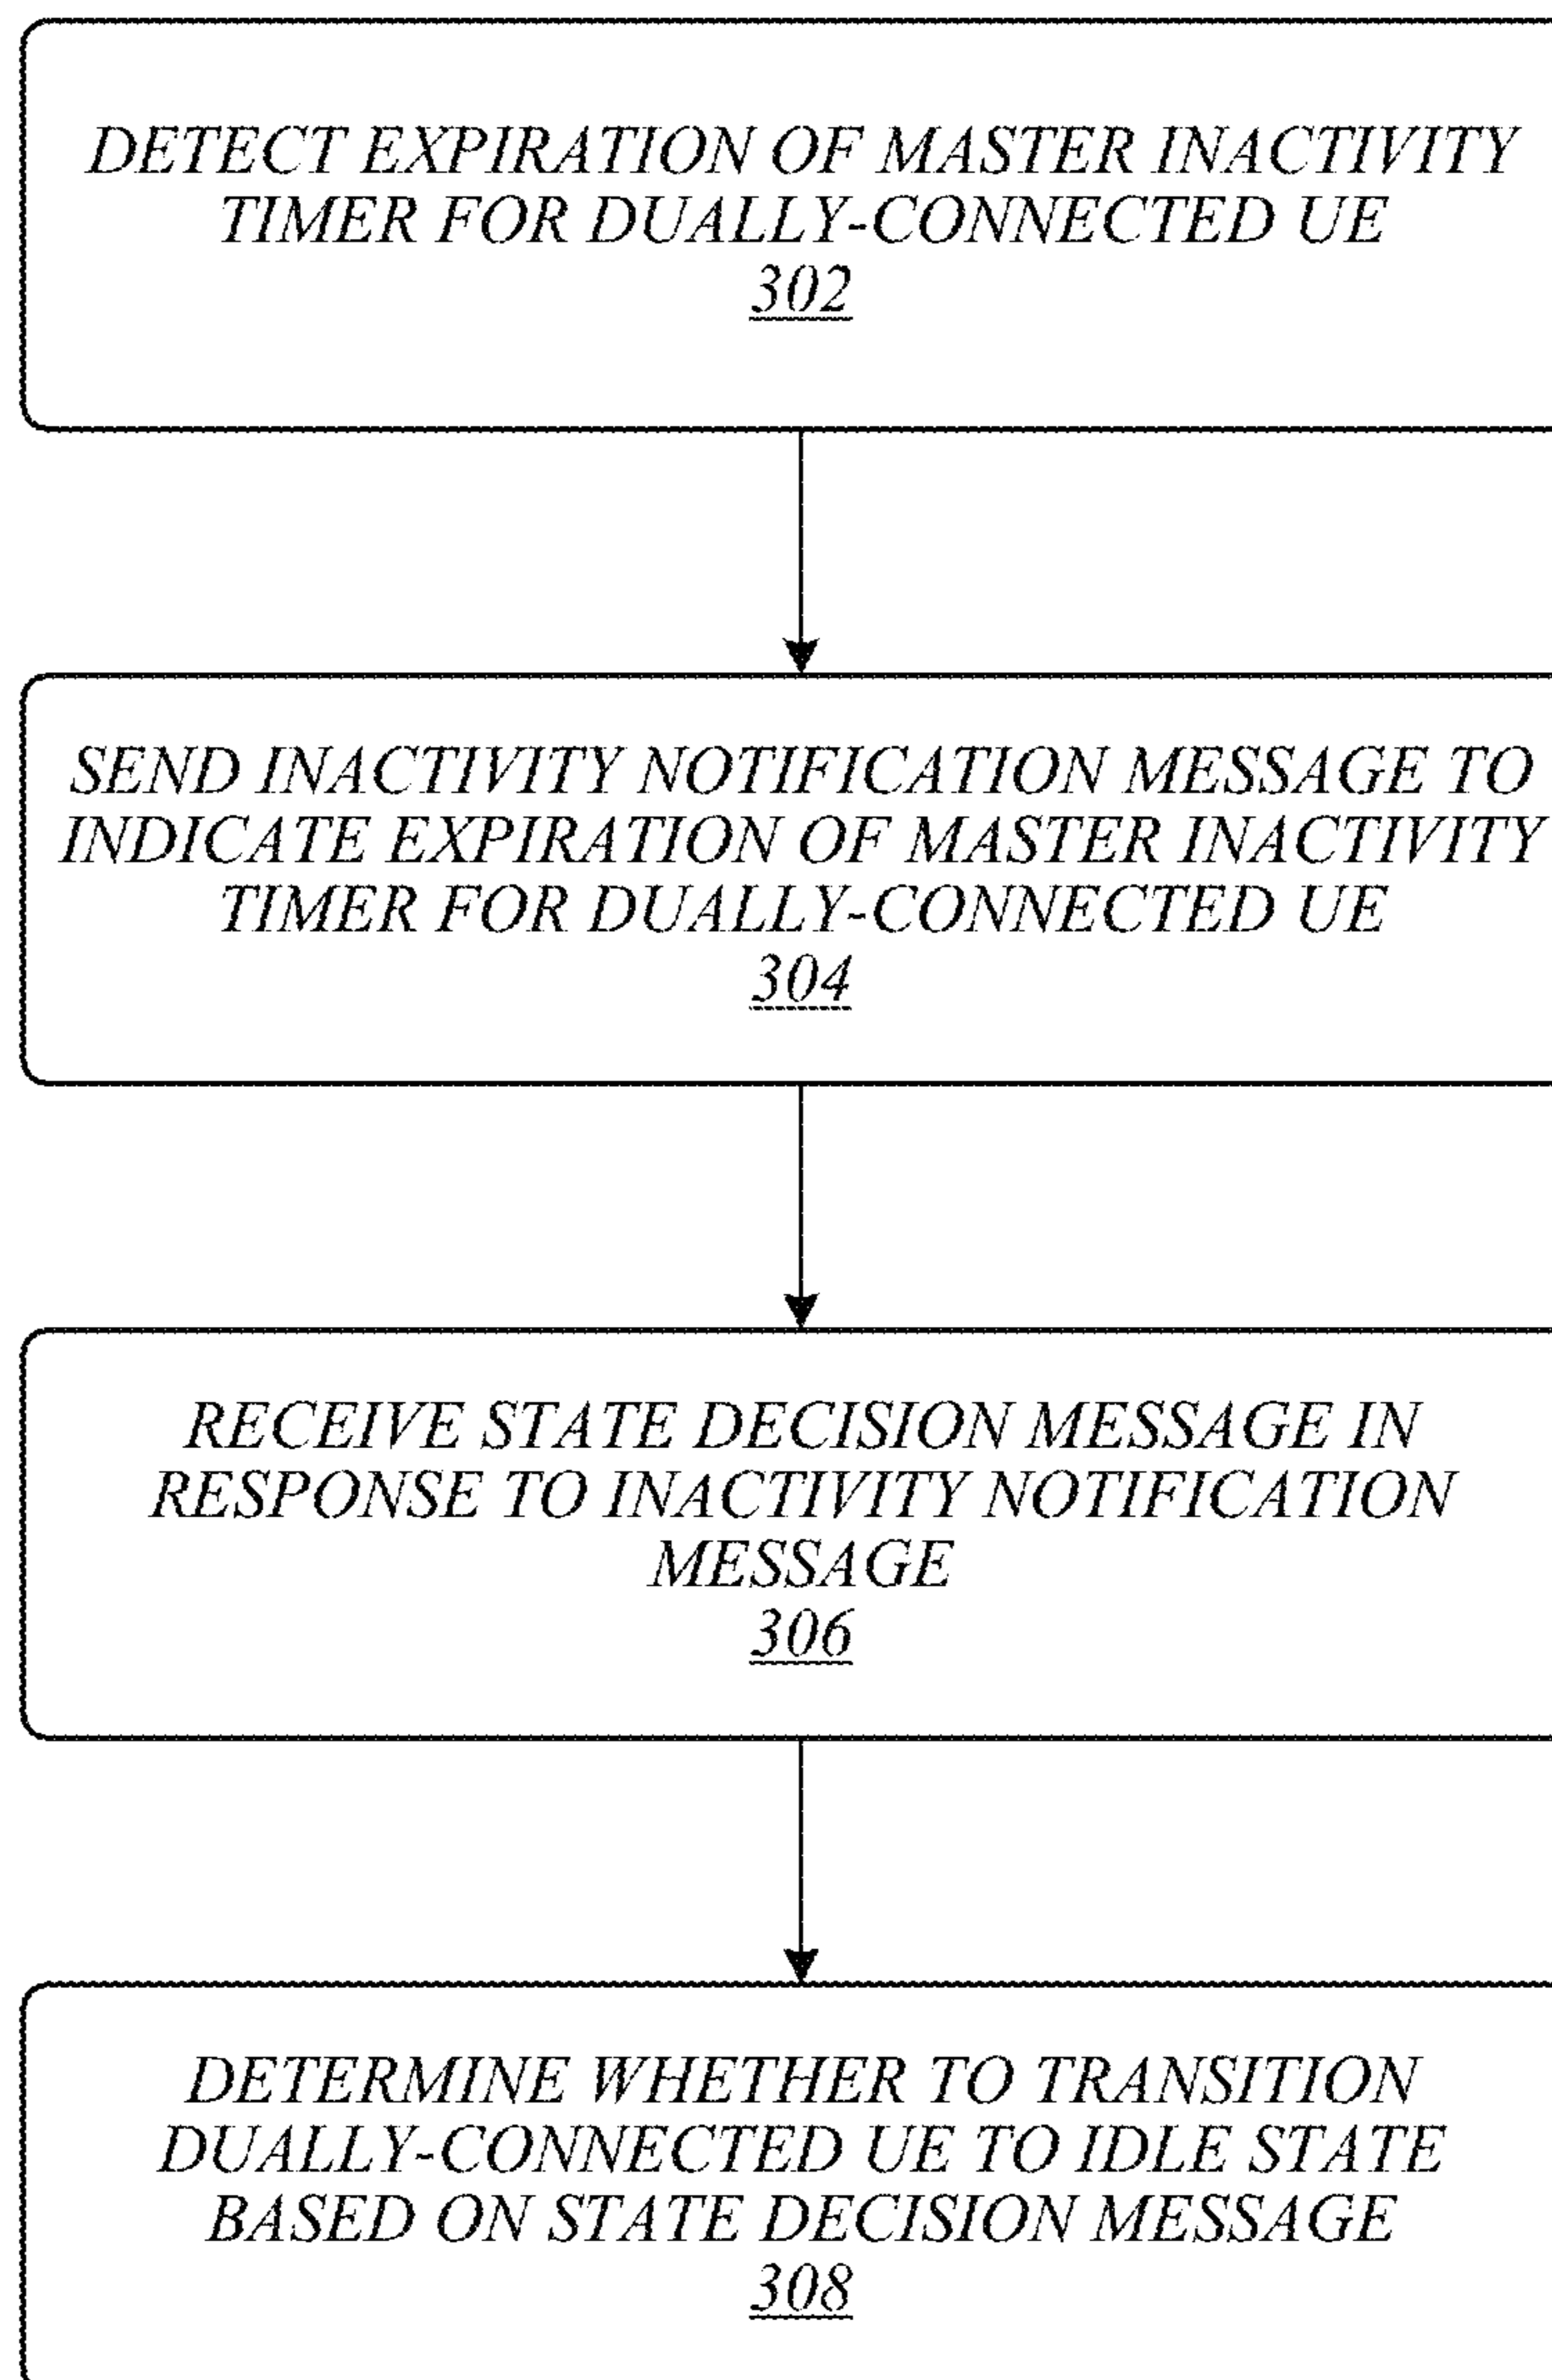 DETECT EXPIRATION OF MASTER INACTIVITY
TIMER FOR DUALLY-CONNECTED UE
302
SEND INACTIVITY NOTIFICATION MESSAGE TO
INDICATE EXPIRATION OF MASTER INACTIVITY
TIMER FOR DUALLY-CONNECTED UE
304
RECEIVE STATE DECISION MESSAGE IN
RESPONSE TO INACTIVITY NOTIFICATION
MESSAGE
306
DETERMINE WHETHER TO TRANSITION
DUALLY-CONNECTED UE TO IDLE STATE
BASED ON STATE DECISION MESSAGE
308